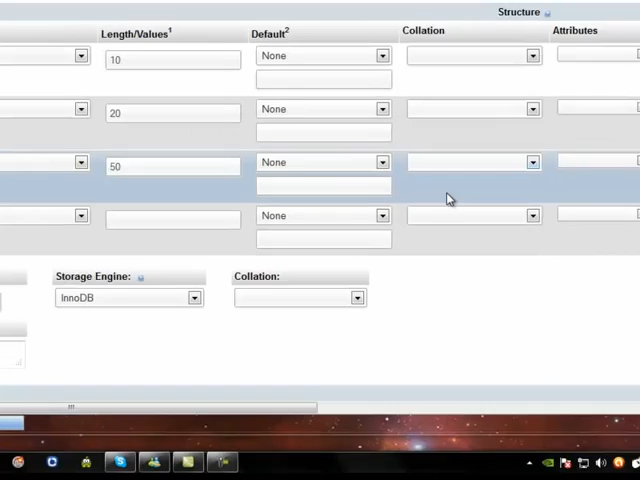 Structure
Length/Values1 Default2 Collation Attributes
10 None
20 None
50 None
None
Storage Engine: Collation:
InnoDB